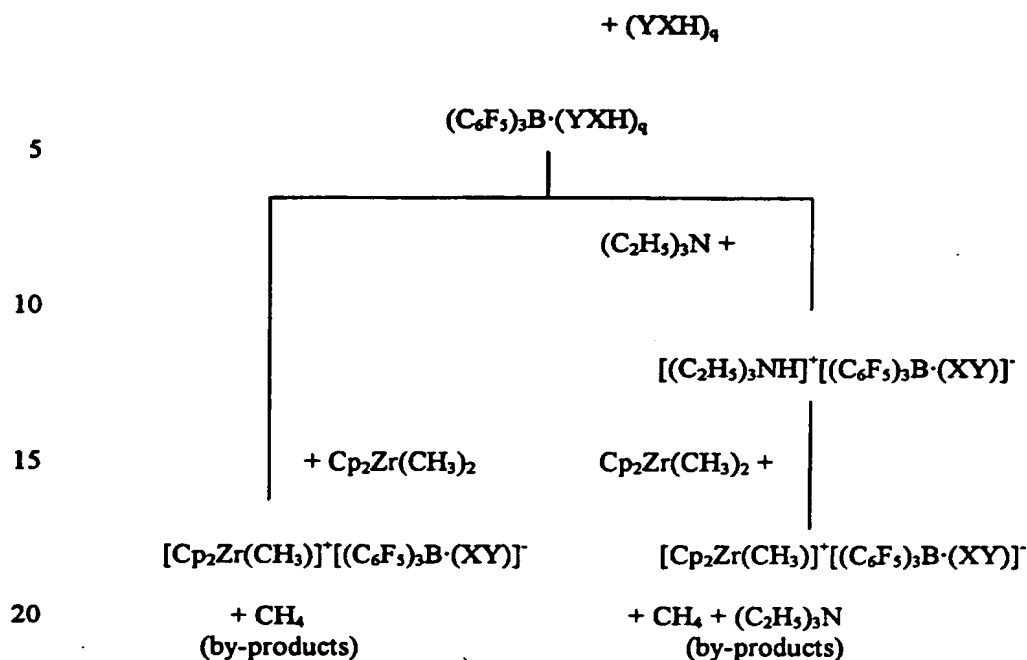 + (YXH)q
(C6F5)3B·(YXH)q
5
(C2H5)3N +
10
[(C2H5)3NH]+[(C6F5)3B·(XY)]-
15 + Cp2Zr(CH3)2 Cp2Zr(CH3)2 +
[Cp2Zr(CH3)]+[(C6F5)3B·(XY)]- [Cp2Zr(CH3)]+[(C6F5)3B·(XY)]-
20 + CH4 + CH4 + (C2H5)3N
(by-products) (by-products)